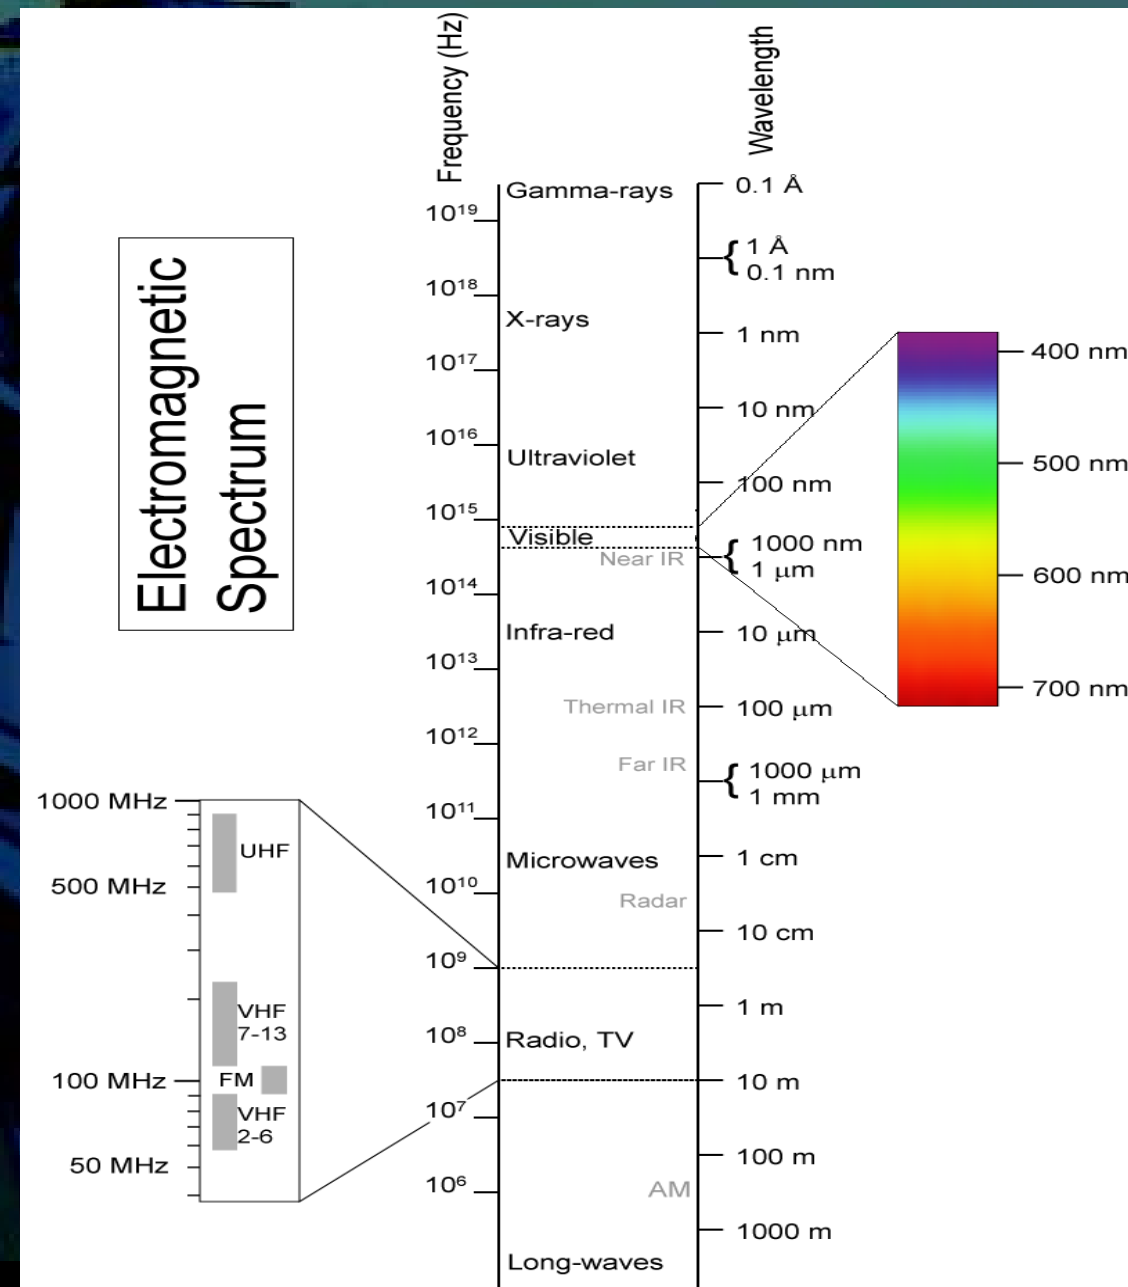 Frequency (Hz)
Wavelength
Electromagnetic
Spectrum
Gamma-rays
X-rays
Ultraviolet
Visible
Near IR
Infra-red
Thermal IR
Far IR
Microwaves
Radar
Radio, TV
AM
Long-waves
10¹⁹
10¹⁸
10¹⁷
10¹⁶
10¹⁵
10¹⁴
10¹³
10¹²
10¹¹
10¹⁰
10⁹
10⁸
10⁷
10⁶
0.1 Å
1 Å
0.1 nm
1 nm
10 nm
100 nm
1000 nm
1 µm
10 µm
100 µm
1000 µm
1 mm
1 cm
10 cm
1 m
10 m
100 m
1000 m
400 nm
500 nm
600 nm
700 nm
1000 MHz
500 MHz
100 MHz
50 MHz
UHF
VHF
7-13
FM
VHF
2-6